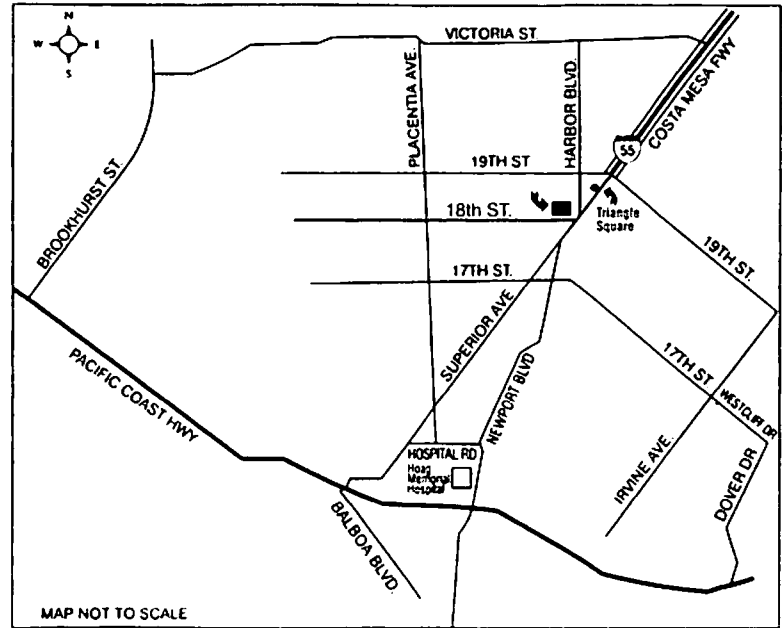 N
W E
S
VICTORIA ST.
PLACENTIA AVE.
HARBOR BLVD.
COSTA MESA FWY
55
BROOKHURST ST.
19TH ST
18th ST.
Triangle
Square
17TH ST.
19TH ST.
SUPERIOR AVE
NEWPORT BLVD
17TH ST.
WESTCLIFF DR
PACIFIC COAST HWY
HOSPITAL RD
Hoag
Memorial
Hospital
IRVINE AVE.
DOVER DR
BALBOA BLVD.
MAP NOT TO SCALE